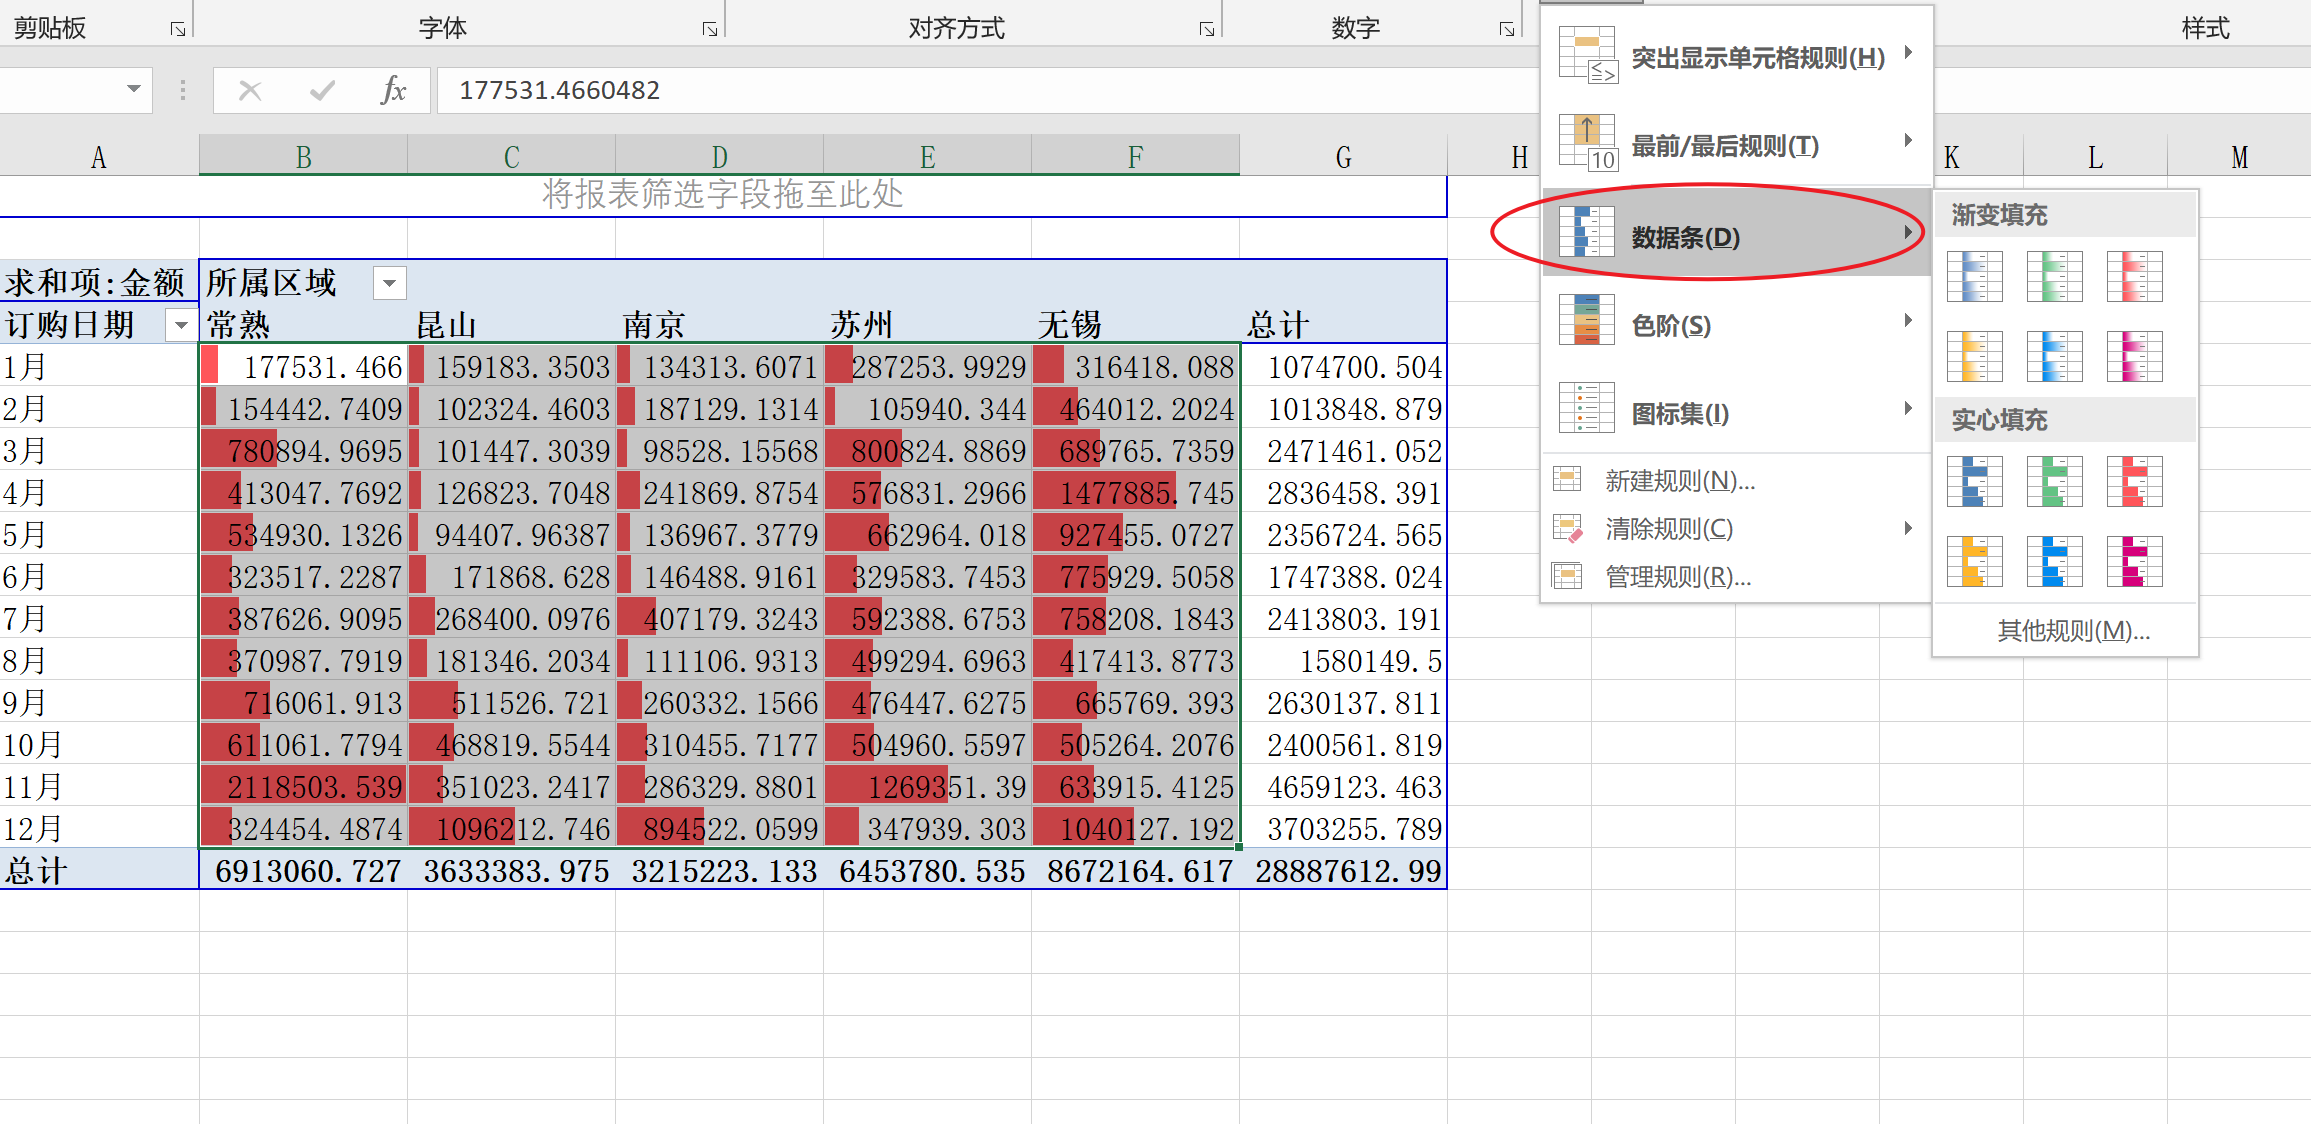 剪贴板 字体 对齐方式 数字 样式
fx 177531.4660482
A B C D E F G H K L M
将报表筛选字段拖至此处
求和项:金额 所属区域
订购日期 常熟 昆山 南京 苏州 无锡 总计
1月 177531.466 159183.3503 134313.6071 287253.9929 316418.088 1074700.504
2月 154442.7409 102324.4603 187129.1314 105940.344 464012.2024 1013848.879
3月 780894.9695 101447.3039 98528.15568 800824.8869 689765.7359 2471461.052
4月 413047.7692 126823.7048 241869.8754 576831.2966 1477885.745 2836458.391
5月 534930.1326 94407.96387 136967.3779 662964.018 927455.0727 2356724.565
6月 323517.2287 171868.628 146488.9161 329583.7453 775929.5058 1747388.024
7月 387626.9095 268400.0976 407179.3243 592388.6753 758208.1843 2413803.191
8月 370987.7919 181346.2034 111106.9313 499294.6963 417413.8773 1580149.5
9月 716061.913 511526.721 260332.1566 476447.6275 665769.393 2630137.811
10月 611061.7794 468819.5544 310455.7177 504960.5597 505264.2076 2400561.819
11月 2118503.539 351023.2417 286329.8801 1269351.39 633915.4125 4659123.463
12月 324454.4874 1096212.746 894522.0599 347939.303 1040127.192 3703255.789
总计 6913060.727 3633383.975 3215223.133 6453780.535 8672164.617 28887612.99
突出显示单元格规则(H)
10 最前/最后规则(T)
数据条(D)
色阶(S)
图标集(I)
新建规则(N)...
清除规则(C)
管理规则(R)...
渐变填充
实心填充
其他规则(M)...